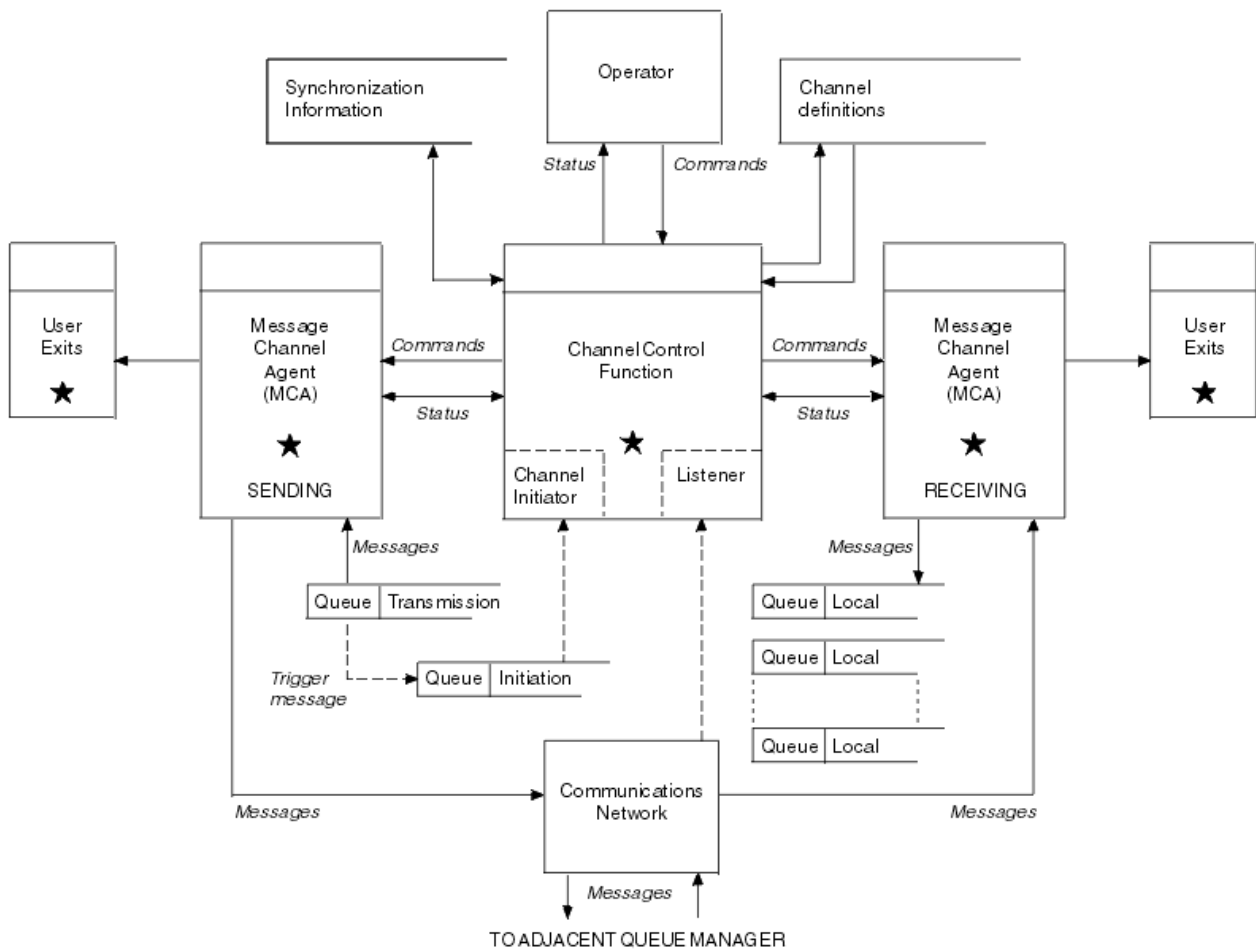 Operator
Synchronization
Information
Channel
definitions
Status
Commands
User
Exits
Message
Channel
Agent
(MCA)
SENDING
Commands
Status
Channel Control
Function
Channel
Initiator
Listener
Commands
Status
Message
Channel
Agent
(MCA)
RECEIVING
User
Exits
Messages
Messages
Queue Transmission
Queue Local
Trigger
message
Queue Initiation
Queue Local
Queue Local
Communications
Network
Messages
Messages
Messages
TO ADJACENT QUEUE MANAGER